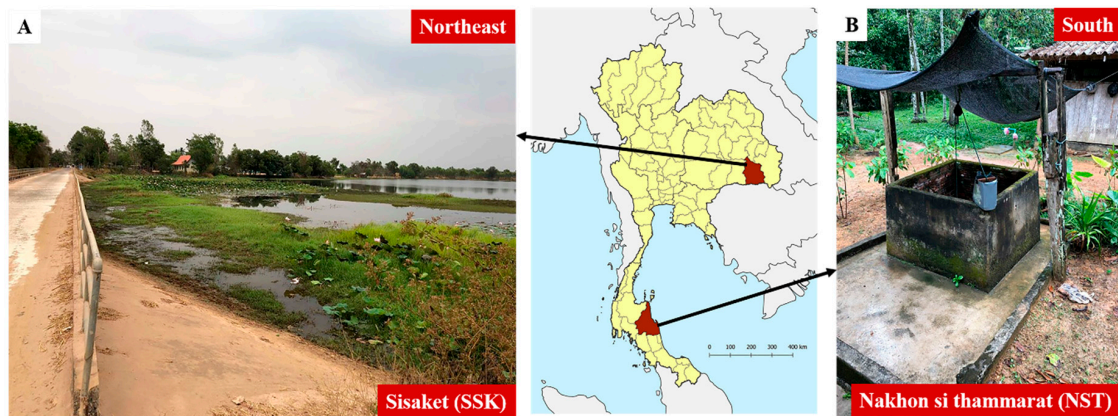 A
Northeast
Sisaket (SSK)
0 100 200 300 400 km
B
South
Nakhon si thammarat (NST)